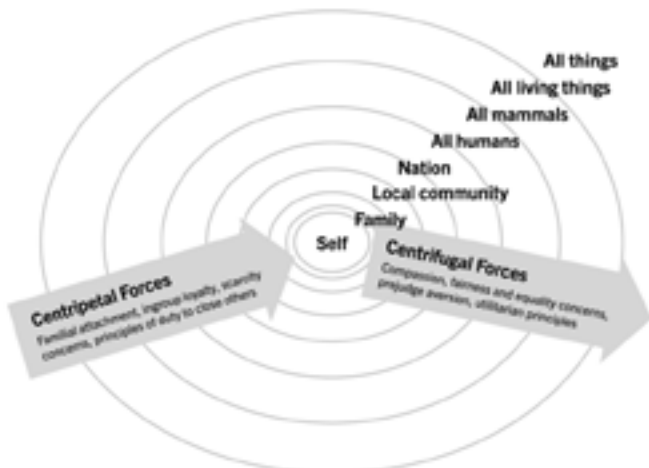 All things
All living things
All mammals
All humans
Nation
Local community
Family
Self
Centripetal Forces
Familial attachment, ingroup loyalty, scarcity
concerns, principles of duty to close others
Centrifugal Forces
Compassion, fairness and equality concerns,
prejudge aversion, utilitarian principles